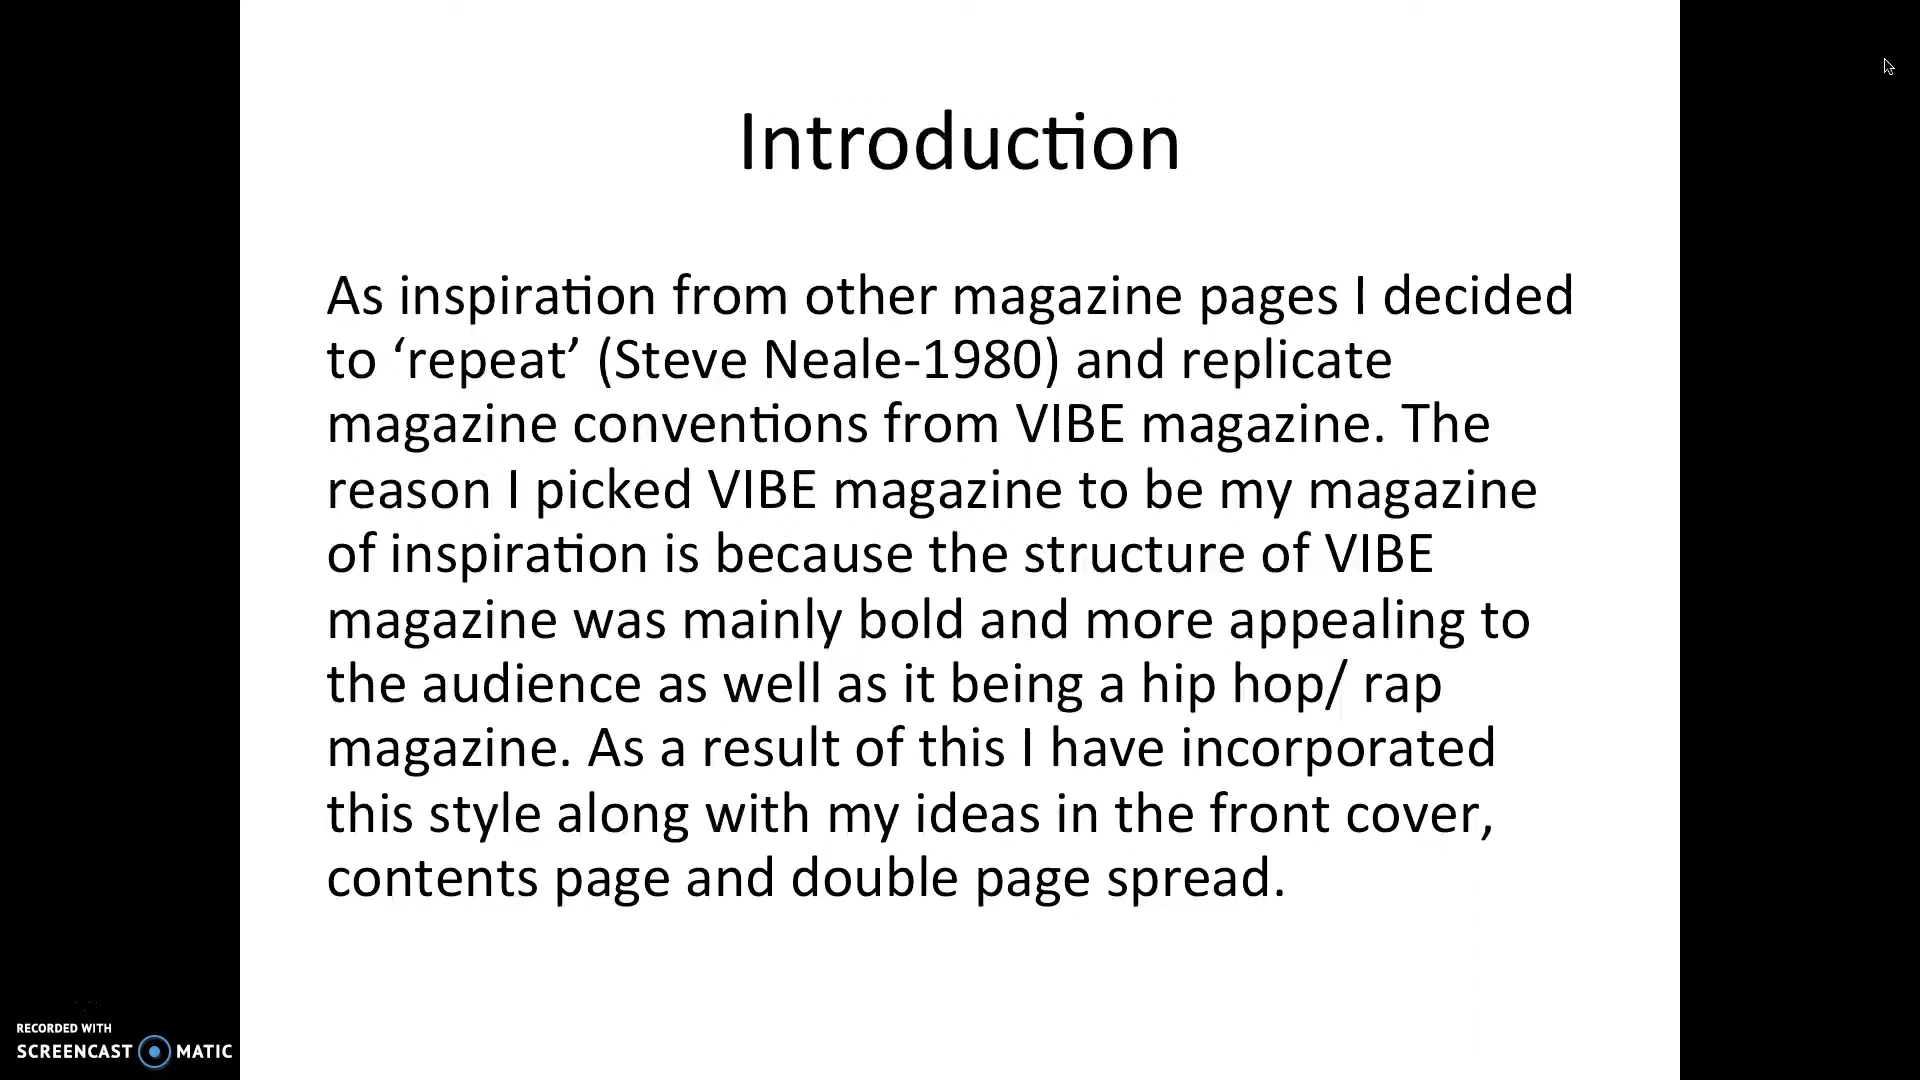 Introduction
As inspiration from other magazine pages I decided
to ‘repeat’ (Steve Neale-1980) and replicate
magazine conventions from VIBE magazine. The
reason I picked VIBE magazine to be my magazine
of inspiration is because the structure of VIBE
magazine was mainly bold and more appealing to
the audience as well as it being a hip hop/ rap
magazine. As a result of this I have incorporated
this style along with my ideas in the front cover,
contents page and double page spread.
RECORDED WITH
SCREENCAST MATIC